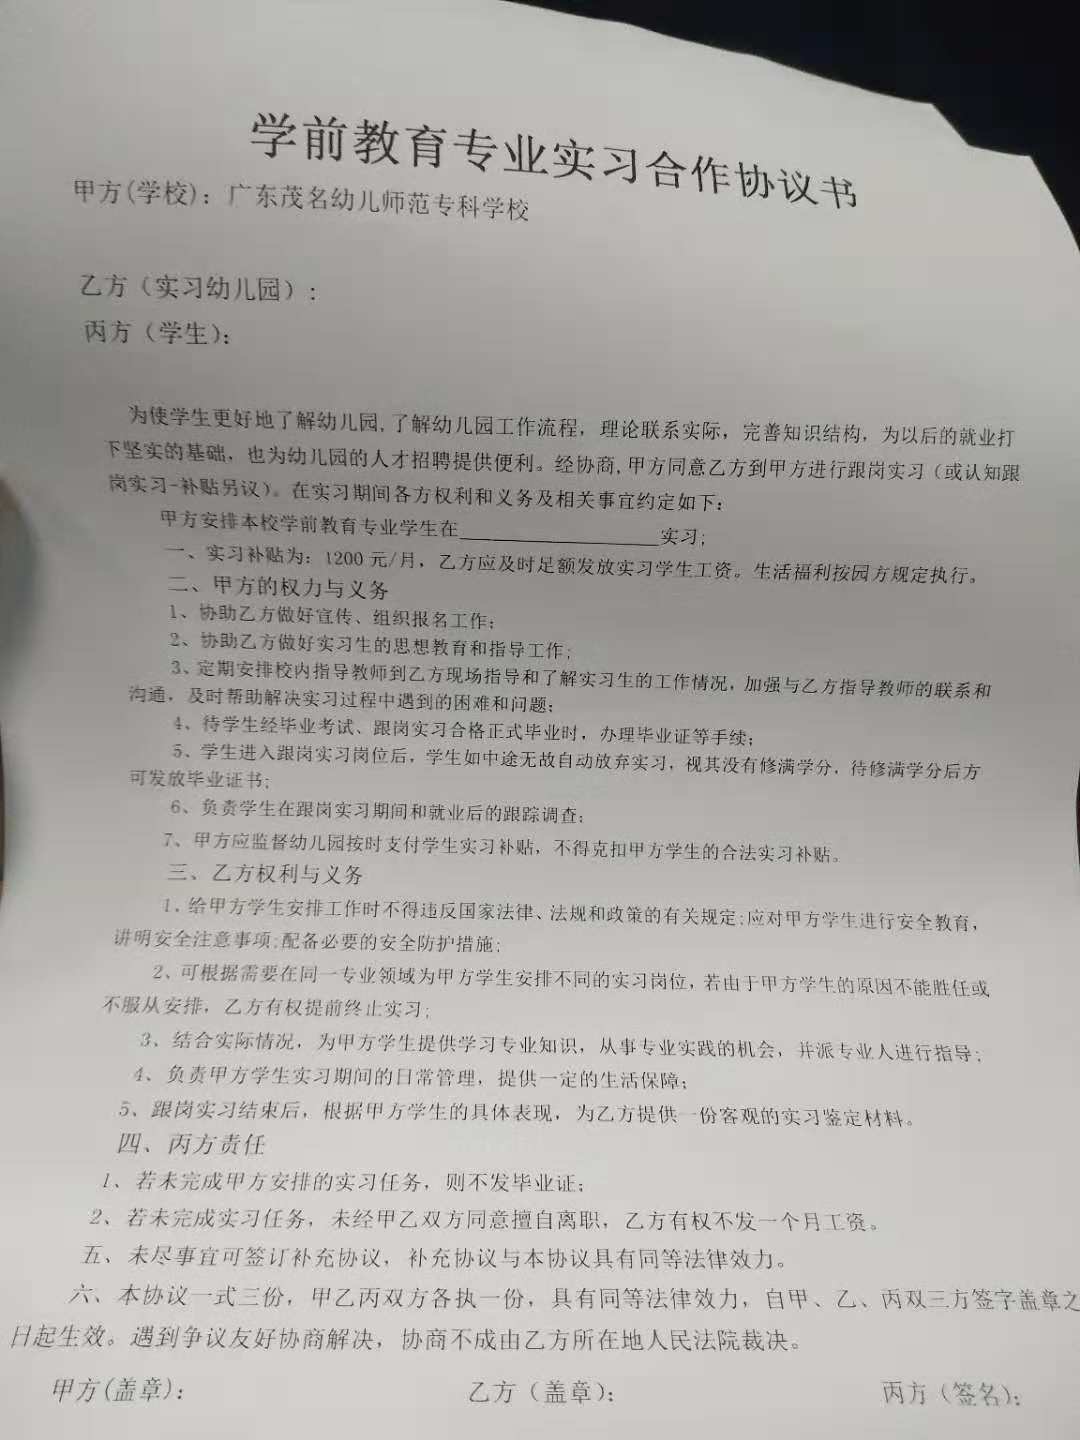 学前教育专业实习合作协议书
甲方(学校)：广东茂名幼儿师范专科学校
乙方（实习幼儿园）：
丙方（学生）：
为使学生更好地了解幼儿园,了解幼儿园工作流程，理论联系实际，完善知识结构，为以后的就业打
下坚实的基础，也为幼儿园的人才招聘提供便利。经协商,甲方同意乙方到甲方进行跟岗实习（或认知跟
岗实习-补贴另议）。在实习期间各方权利和义务及相关事宜约定如下：
甲方安排本校学前教育专业学生在____________________实习;
一、实习补贴为：1200 元/月，乙方应及时足额发放实习学生工资。生活福利按园方规定执行。
二、甲方的权力与义务
1、协助乙方做好宣传、组织报名工作;
2、协助乙方做好实习生的思想教育和指导工作;
3、定期安排校内指导教师到乙方现场指导和了解实习生的工作情况，加强与乙方指导教师的联系和
沟通，及时帮助解决实习过程中遇到的困难和问题;
4、待学生经毕业考试、跟岗实习合格正式毕业时，办理毕业证等手续;
5、学生进入跟岗实习岗位后，学生如中途无故自动放弃实习，视其没有修满学分，待修满学分后方
可发放毕业证书;
6、负责学生在跟岗实习期间和就业后的跟踪调查;
7、甲方应监督幼儿园按时支付学生实习补贴，不得克扣甲方学生的合法实习补贴。
三、乙方权利与义务
1、给甲方学生安排工作时不得违反国家法律、法规和政策的有关规定;应对甲方学生进行安全教育，
讲明安全注意事项;配备必要的安全防护措施;
2、可根据需要在同一专业领域为甲方学生安排不同的实习岗位，若由于甲方学生的原因不能胜任或
不服从安排，乙方有权提前终止实习;
3、结合实际情况，为甲方学生提供学习专业知识，从事专业实践的机会，并派专业人进行指导;
4、负责甲方学生实习期间的日常管理，提供一定的生活保障;
5、跟岗实习结束后，根据甲方学生的具体表现，为乙方提供一份客观的实习鉴定材料。
四、丙方责任
1、若未完成甲方安排的实习任务，则不发毕业证;
2、若未完成实习任务，未经甲乙双方同意擅自离职，乙方有权不发一个月工资。
五、未尽事宜可签订补充协议，补充协议与本协议具有同等法律效力。
六、本协议一式三份，甲乙丙双方各执一份，具有同等法律效力，自甲、乙、丙双三方签字盖章之
日起生效。遇到争议友好协商解决，协商不成由乙方所在地人民法院裁决。
甲方(盖章)： 乙方（盖章）： 丙方（签名）：